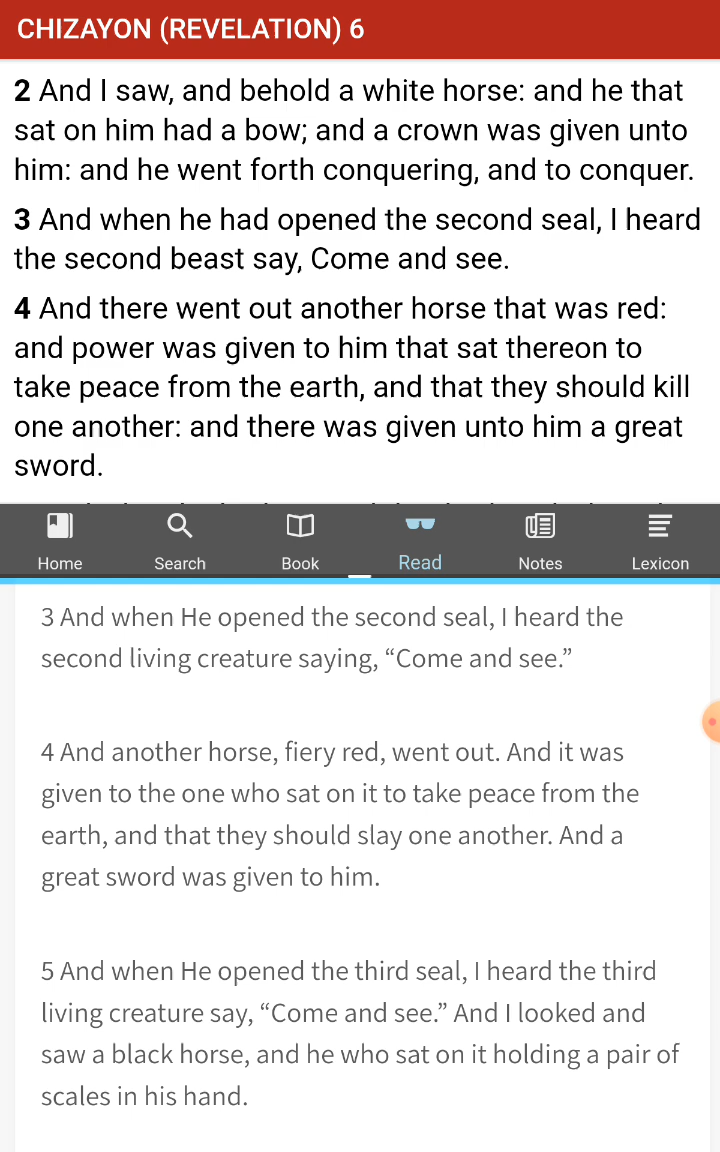 CHIZAYON (REVELATION) 6
2 And I saw, and behold a white horse: and he that
sat on him had a bow; and a crown was given unto
him: and he went forth conquering, and to conquer.
3 And when he had opened the second seal, I heard
the second beast say, Come and see.
4 And there went out another horse that was red:
and power was given to him that sat thereon to
take peace from the earth, and that they should kill
one another: and there was given unto him a great
sword.
Home Search Book Read Notes Lexicon
3 And when He opened the second seal, I heard the
second living creature saying, “Come and see.”
4 And another horse, fiery red, went out. And it was
given to the one who sat on it to take peace from the
earth, and that they should slay one another. And a
great sword was given to him.
5 And when He opened the third seal, I heard the third
living creature say, “Come and see.” And I looked and
saw a black horse, and he who sat on it holding a pair of
scales in his hand.